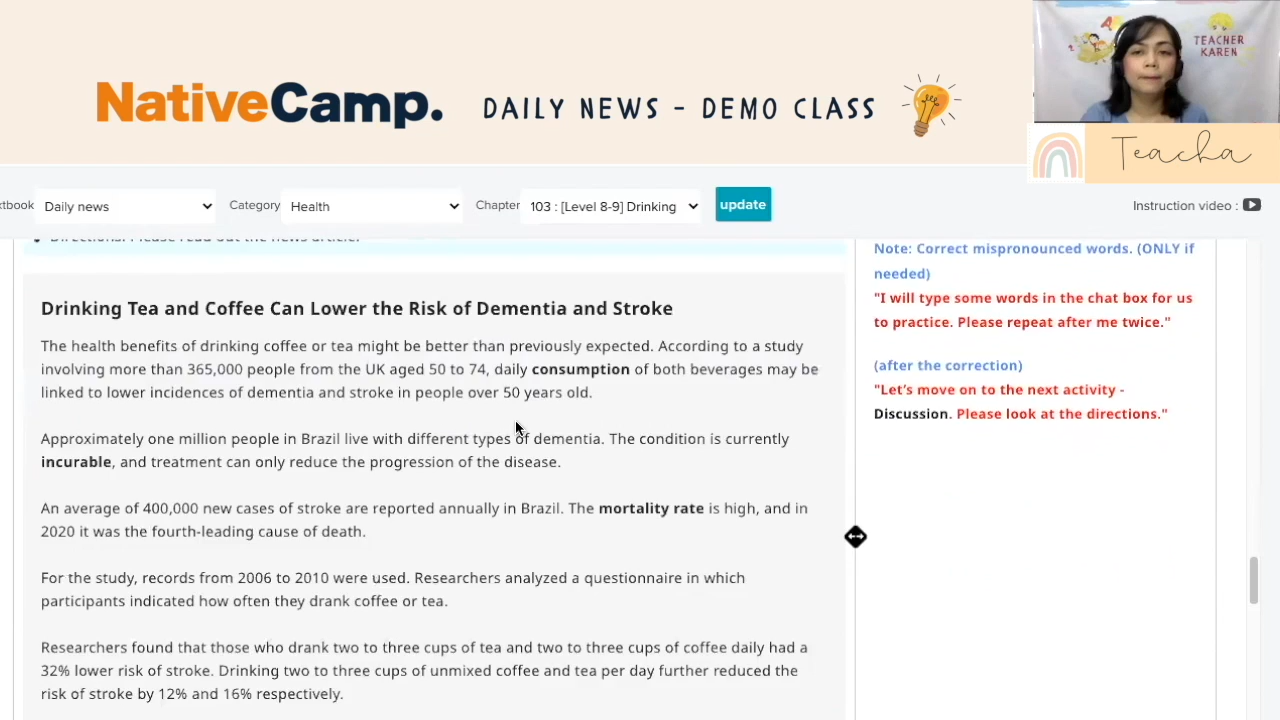 NativeCamp.
DAILY NEWS - DEMO CLASS
TEACHER
KAREN
Teacha
tbook
Daily news
Category
Health
Chapter
103 : [Level 8-9] Drinking
update
Instruction video :
Directions: Please read out the news article.
Drinking Tea and Coffee Can Lower the Risk of Dementia and Stroke
The health benefits of drinking coffee or tea might be better than previously expected. According to a study
involving more than 365,000 people from the UK aged 50 to 74, daily consumption of both beverages may be
linked to lower incidences of dementia and stroke in people over 50 years old.
Approximately one million people in Brazil live with different types of dementia. The condition is currently
incurable, and treatment can only reduce the progression of the disease.
An average of 400,000 new cases of stroke are reported annually in Brazil. The mortality rate is high, and in
2020 it was the fourth-leading cause of death.
For the study, records from 2006 to 2010 were used. Researchers analyzed a questionnaire in which
participants indicated how often they drank coffee or tea.
Researchers found that those who drank two to three cups of tea and two to three cups of coffee daily had a
32% lower risk of stroke. Drinking two to three cups of unmixed coffee and tea per day further reduced the
risk of stroke by 12% and 16% respectively.
Note: Correct mispronounced words. (ONLY if
needed)
"I will type some words in the chat box for us
to practice. Please repeat after me twice."
(after the correction)
"Let's move on to the next activity -
Discussion. Please look at the directions."